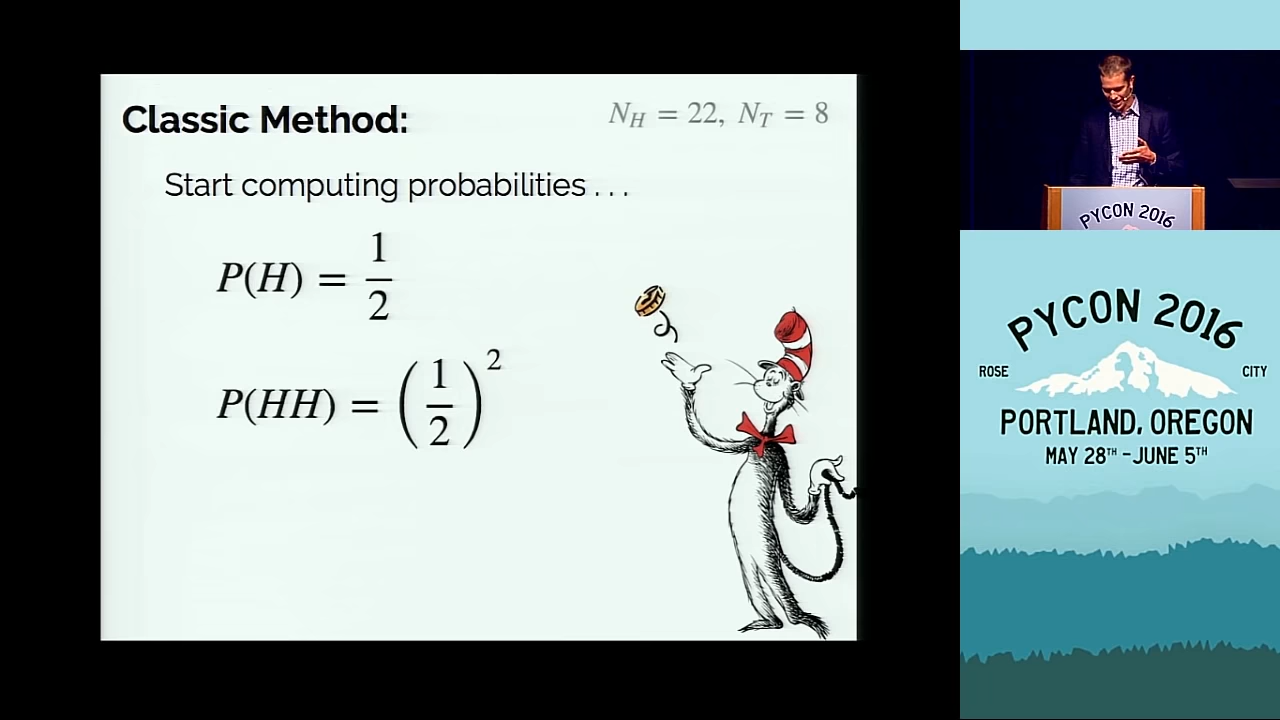 Classic Method:
N_H = 22, N_T = 8
Start computing probabilities . . .
P(H) = 1/2
P(HH) = (1/2)^2
PYCON 2016
PYCON 2016
ROSE CITY
PORTLAND, OREGON
MAY 28TH - JUNE 5TH